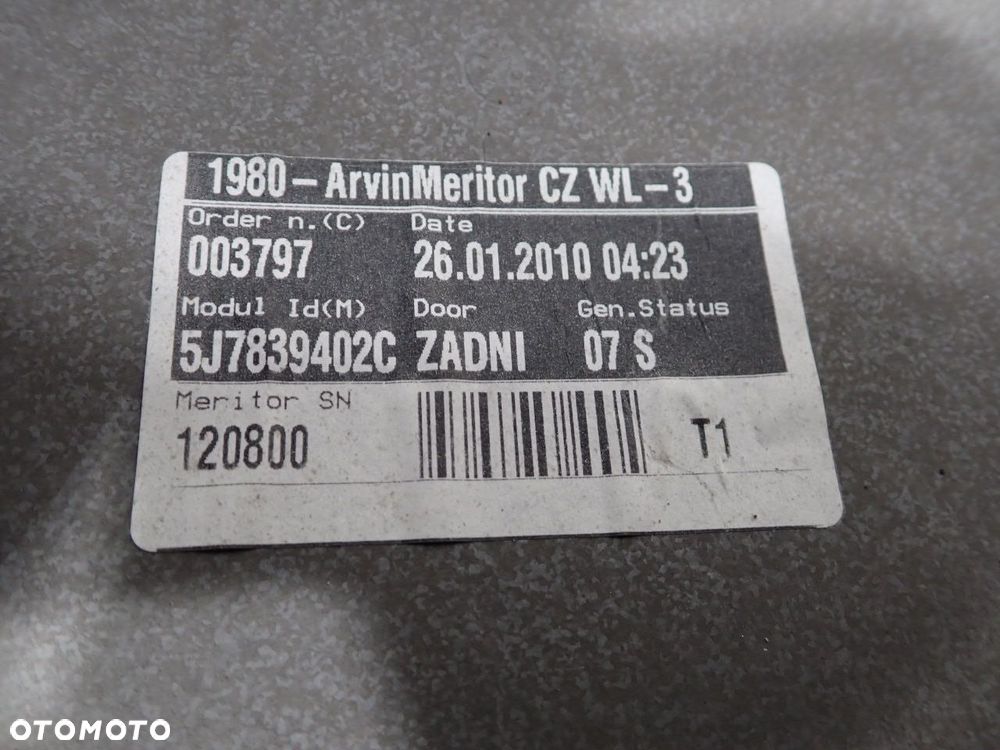 1980-ArvinMeritor CZ WL-3
Order n.(C) Date
003797 26.01.2010 04:23
Modul Id(M) Door Gen.Status
5J7839402C ZADNI 07 S
Meritor SN
120800 T1
OTOMOTO